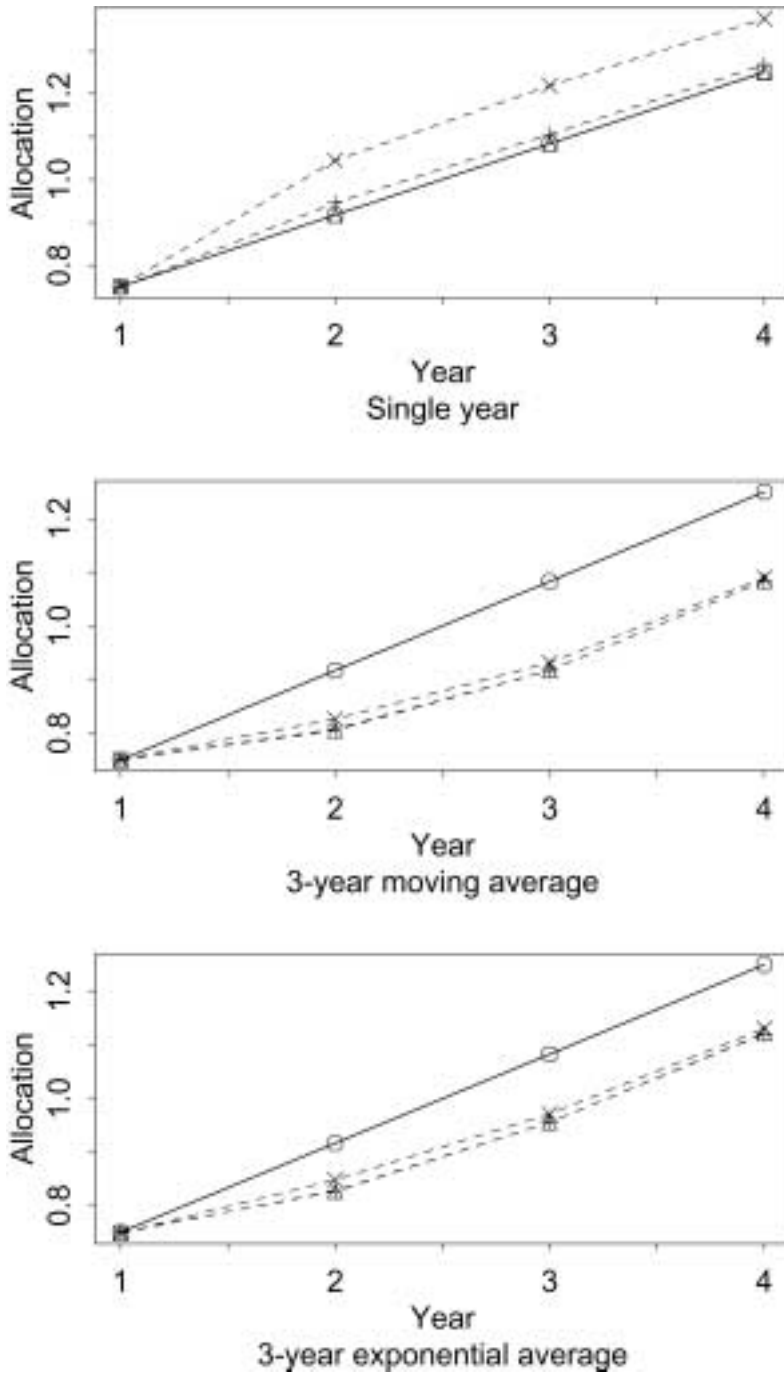 Allocation
1.2
1.0
0.8
1 2 3 4
Year
Single year
Allocation
1.2
1.0
0.8
1 2 3 4
Year
3-year moving average
Allocation
1.2
1.0
0.8
1 2 3 4
Year
3-year exponential average